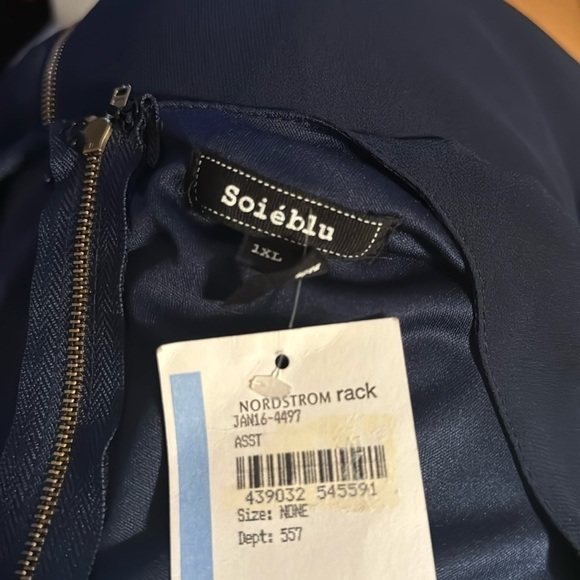 Soiéblu
1XL
NORDSTROM rack
JAN16-4497
ASST
439032 545591
Size: NONE
Dept: 557